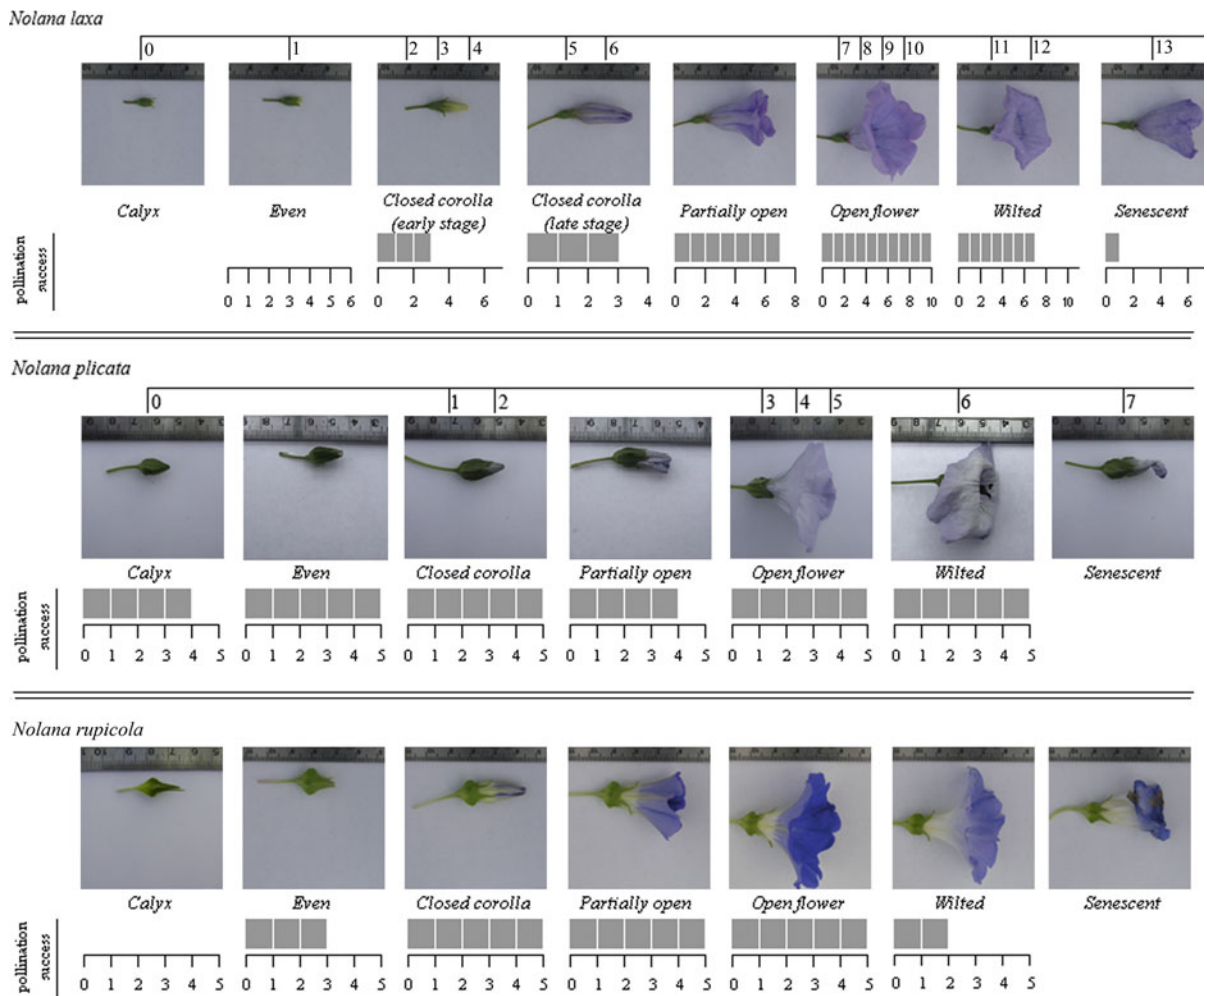 Nolana laxa
0 1 2 3 4 5 6 7 8 9 10 11 12 13
Calyx Even Closed corolla (early stage) Closed corolla (late stage) Partially open Open flower Wilted Senescent
pollination success
0 1 2 3 4 5 6 0 2 4 6 0 1 2 3 4 0 2 4 6 8 0 2 4 6 8 10 0 2 4 6 8 10 0 2 4 6
Nolana plicata
0 1 2 3 4 5 6 7
Calyx Even Closed corolla Partially open Open flower Wilted Senescent
pollination success
0 1 2 3 4 5 0 1 2 3 4 5 0 1 2 3 4 5 0 1 2 3 4 5 0 1 2 3 4 5 0 1 2 3 4 5
Nolana rupicola
Calyx Even Closed corolla Partially open Open flower Wilted Senescent
pollination success
0 1 2 3 4 5 0 1 2 3 4 5 0 1 2 3 4 5 0 1 2 3 4 5 0 1 2 3 4 5 0 1 2 3 4 5